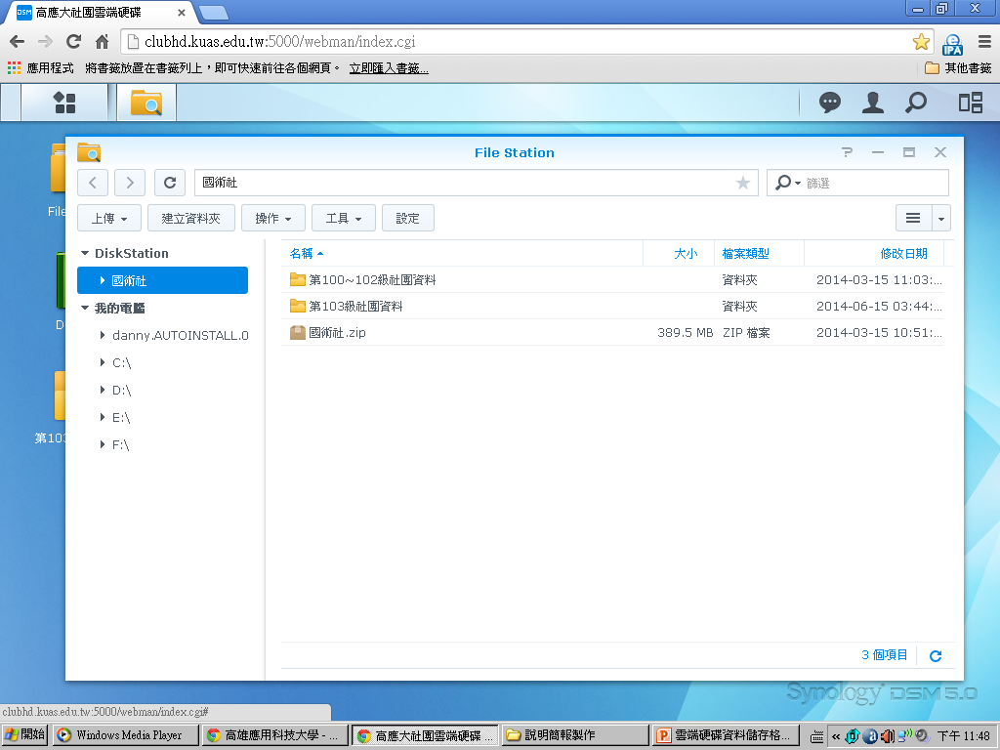 DSM 高應大社團雲端硬碟
clubhd.kuas.edu.tw:5000/webman/index.cgi
IPA
應用程式 將書籤放置在書籤列上，即可快速前往各個網頁。 立即匯入書籤... 其他書籤
File Station
File
國術社 篩選
上傳 建立資料夾 操作 工具 設定
DiskStation
國術社
我的電腦
danny.AUTOINSTALL.0
C:\
D:\
E:\
F:\
名稱 大小 檔案類型 修改日期
第100~102級社團資料 資料夾 2014-03-15 11:03:...
第103級社團資料 資料夾 2014-06-15 03:44:...
國術社.zip 389.5 MB ZIP 檔案 2014-03-15 10:51:...
D
第103
3 個項目
Synology DSM 5.0
clubhd.kuas.edu.tw:5000/webman/index.cgi#
開始 Windows Media Player 高雄應用科技大學 - ... 高應大社團雲端硬碟 ... 說明簡報製作 雲端硬碟資料儲存格... 下午 11:48